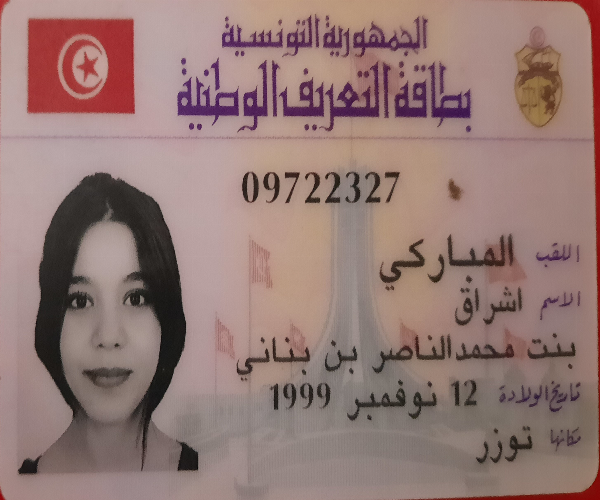 الجمهورية التونسية
بطاقة التعريف الوطنية
09722327
اللقب المباركي
الاسم اشراق
بنت محمدالناصر بن بناني
تاريخ الولادة 12 نوفمبر 1999
مكانها توزر